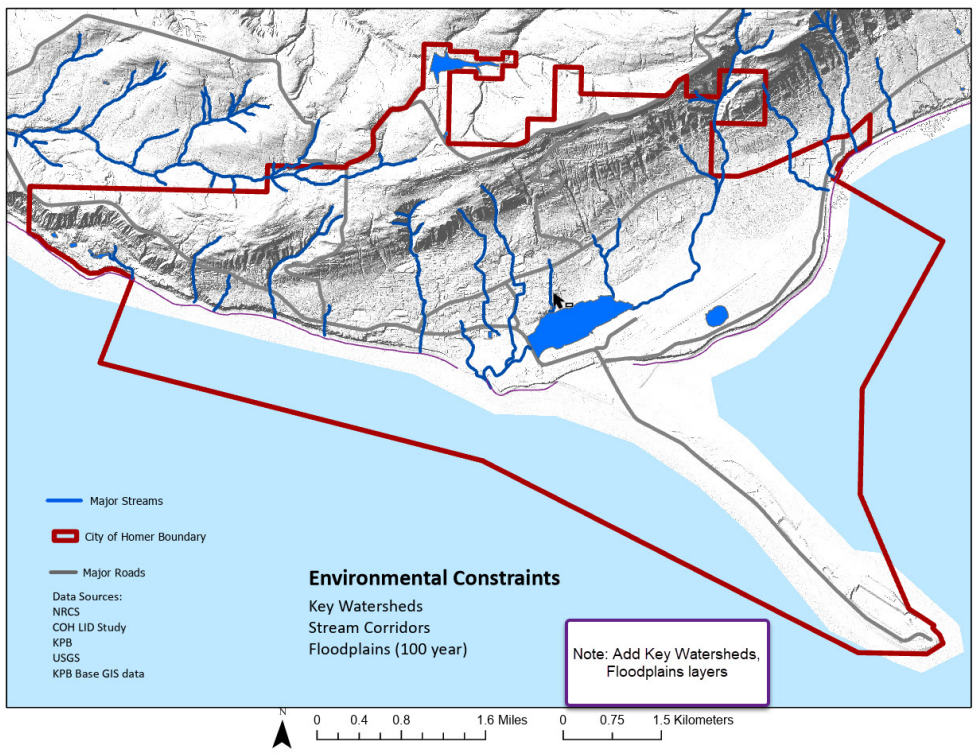 Major Streams
City of Homer Boundary
Major Roads
Data Sources:
NRCS
COH LID Study
KPB
USGS
KPB Base GIS data
Environmental Constraints
Key Watersheds
Stream Corridors
Floodplains (100 year)
Note: Add Key Watersheds,
Floodplains layers
N
0 0.4 0.8 1.6 Miles
0 0.75 1.5 Kilometers